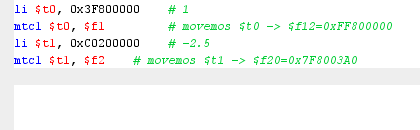 li $t0, 0x3F800000 # 1
mtc1 $t0, $f1 # movemos $t0 -> $f12=0xFF800000
li $t1, 0xC0200000 # -2.5
mtc1 $t1, $f2 # movemos $t1 -> $f20=0x7F8003A0